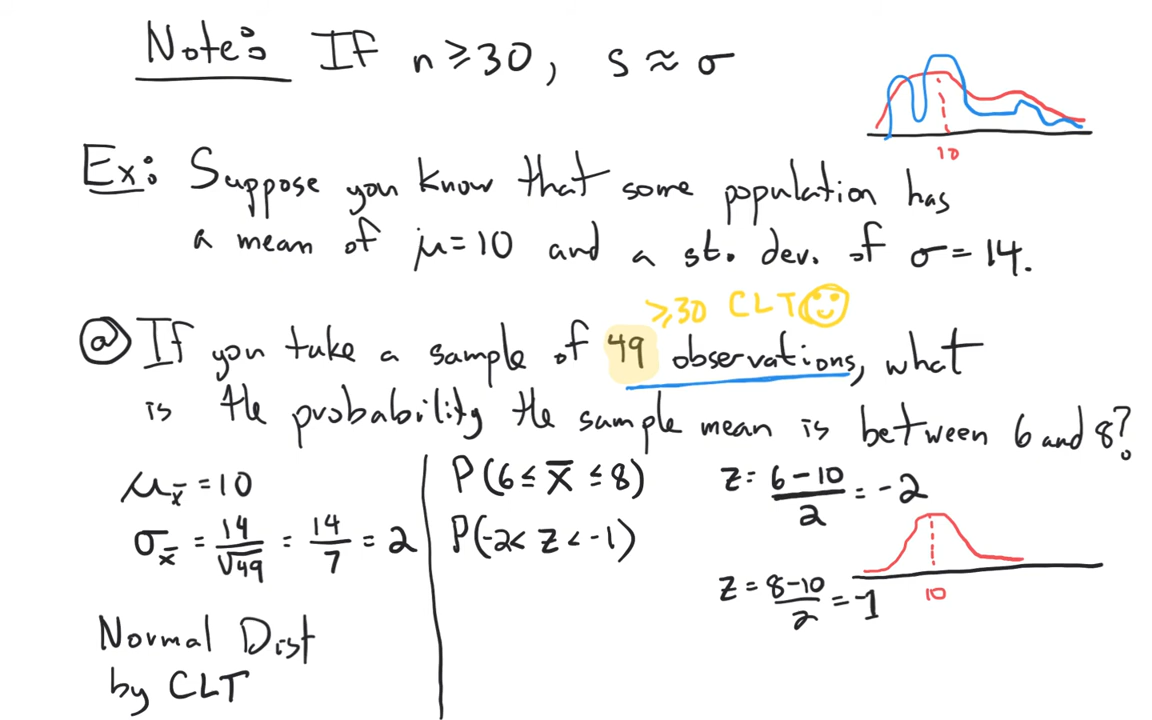 Note: If n ≥ 30, s ≈ σ
10
Ex: Suppose you know that some population has
a mean of μ = 10 and a st. dev. of σ = 14.
≥30 CLT
(a) If you take a sample of 49 observations, what
is the probability the sample mean is between 6 and 8?
μ_x̄ = 10
σ_x̄ = 14/√49 = 14/7 = 2
Normal Dist
by CLT
P(6 ≤ x̄ ≤ 8)
P(-2 < z < -1)
z = (6-10)/2 = -2
z = (8-10)/2 = -1
10